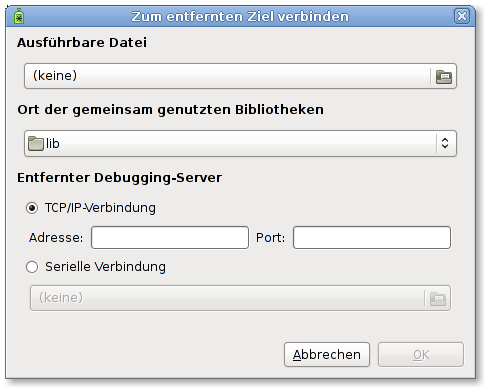 Zum entfernten Ziel verbinden
Ausführbare Datei
(keine)
Ort der gemeinsam genutzten Bibliotheken
lib
Entfernter Debugging-Server
TCP/IP-Verbindung
Adresse: Port:
Serielle Verbindung
(keine)
Abbrechen OK